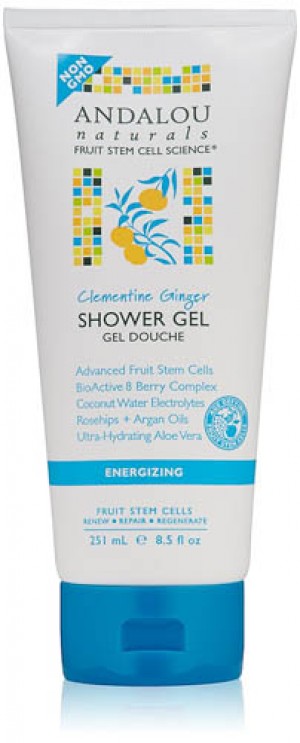 NON
GMO
ANDALOU
naturals
FRUIT STEM CELL SCIENCE®
Clementine Ginger
SHOWER GEL
GEL DOUCHE
Advanced Fruit Stem Cells
BioActive 8 Berry Complex
Coconut Water Electrolytes
Rosehips + Argan Oils
Ultra-Hydrating Aloe Vera
ENERGIZING
FRUIT STEM CELLS
RENEW • REPAIR • REGENERATE
251 mL e 8.5 fl oz